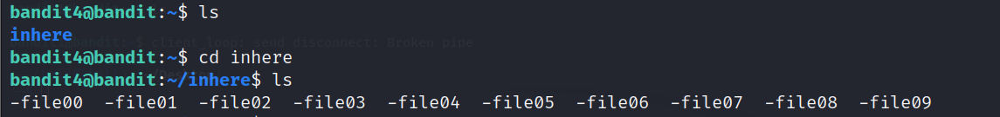 bandit4@bandit:~$ ls
inhere
bandit@bandit: $ client_loop: send disconnect: Broken pipe
bandit4@bandit:~$ cd inhere
bandit4@bandit:~/inhere$ ls
-file00  -file01  -file02  -file03  -file04  -file05  -file06  -file07  -file08  -file09